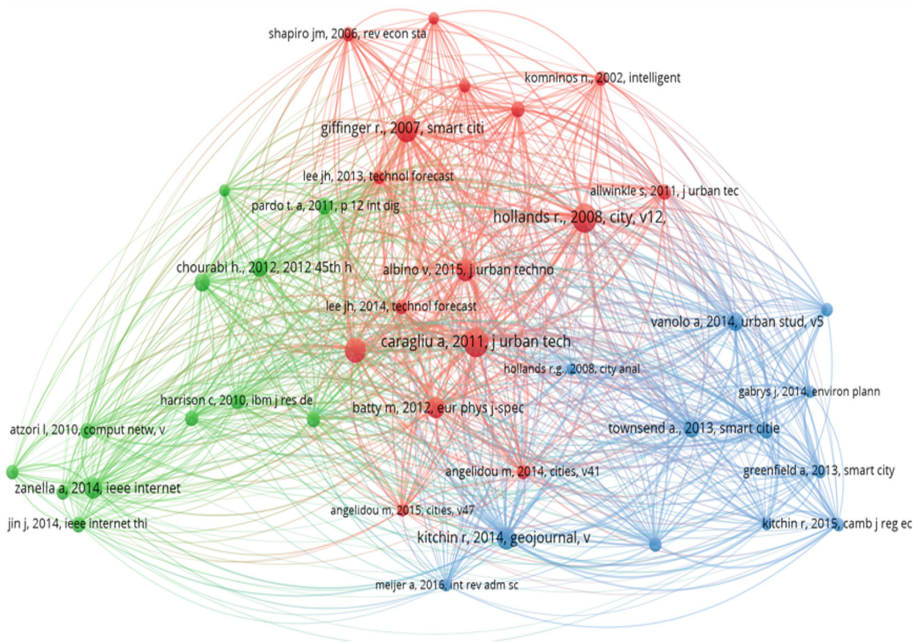 shapiro jm, 2006, rev econ sta
komninos n., 2002, intelligent
giffinger r., 2007, smart citi
lee jh, 2013, technol forecast
allwinkle s, 2011, j urban tec
pardo t. a, 2011, p 12 int dig
hollands r., 2008, city, v12,
chourabi h., 2012, 2012 45th h
albino v, 2015, j urban techno
lee jh, 2014, technol forecast
vanolo a, 2014, urban stud, v5
caragliu a, 2011, j urban tech
hollands r.g., 2008, city anal
gabrys j, 2014, environ plann
harrison c, 2010, ibm j res de
batty m, 2012, eur phys j-spec
atzori l, 2010, comput netw, v
townsend a., 2013, smart citie
angelidou m, 2014, cities, v41
greenfield a, 2013, smart city
zanella a, 2014, ieee internet
angelidou m, 2015, cities, v47
jin j, 2014, ieee internet thi
kitchin r, 2015, camb j reg ec
kitchin r, 2014, geojournal, v
meijer a, 2016, int rev adm sc